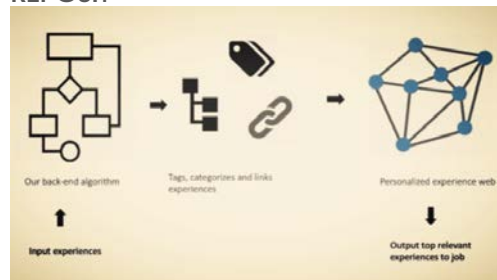 Our back-end algorithm
Tags, categorizes and links
experiences
Personalized experience web
Input experiences
Output top relevant
experiences to job